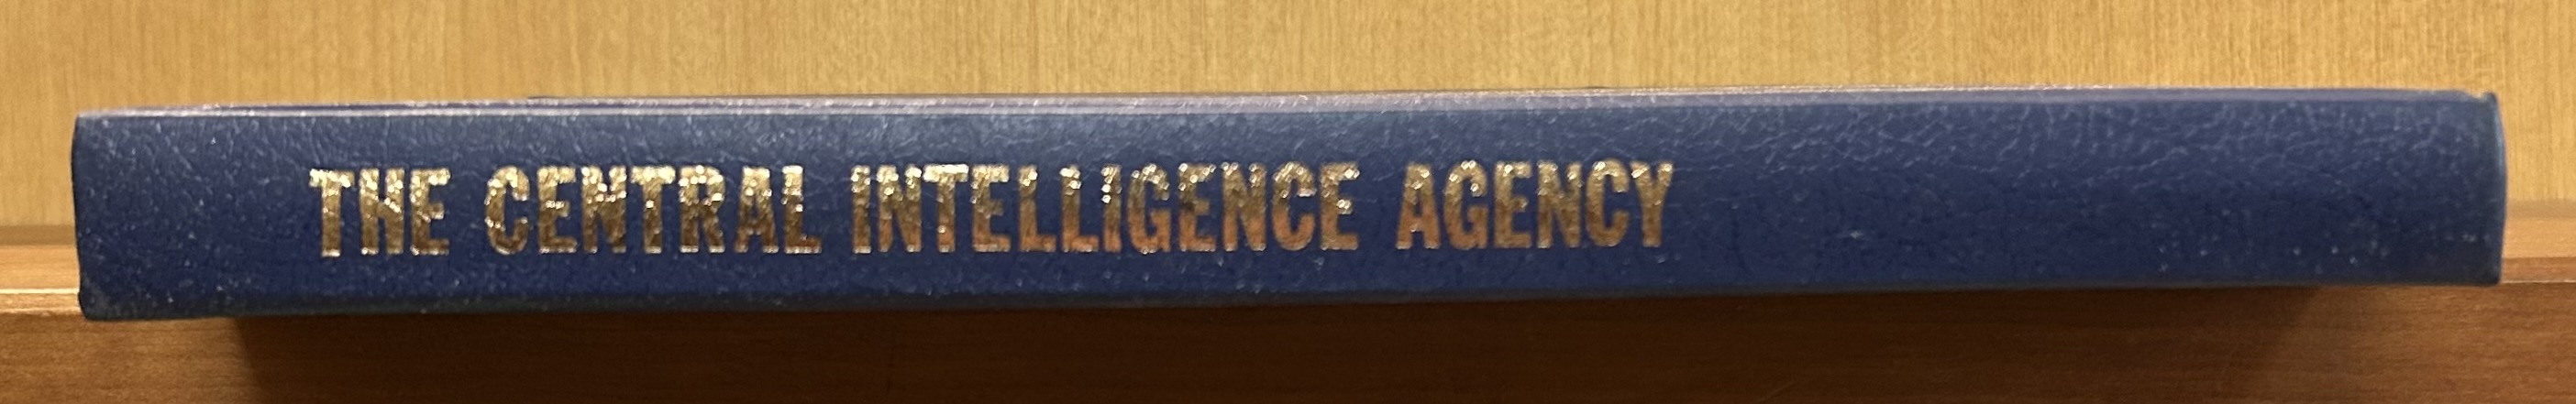 THE CENTRAL INTELLIGENCE AGENCY